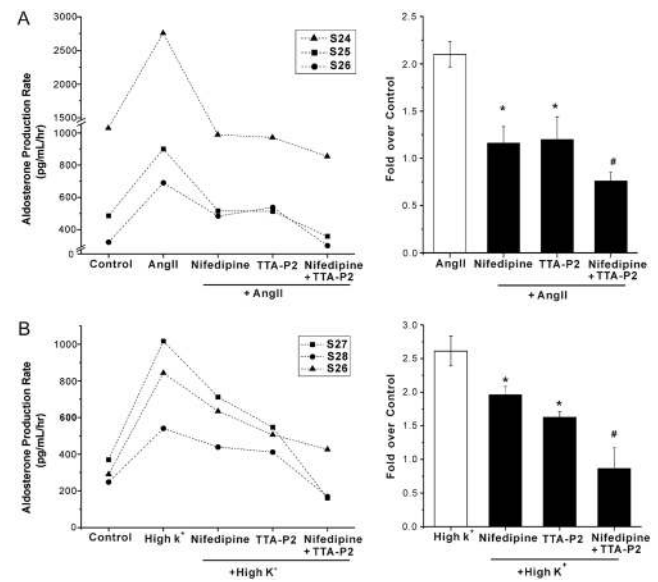 A
Aldosterone Production Rate
(pg/mL/hr)
3000
2500
1500
1000
800
600
400
0
S24
S25
S26
Control
AngII
Nifedipine
TTA-P2
Nifedipine
+TTA-P2
+ AngII
Fold over Control
2.5
2.0
1.5
1.0
0.5
0.0
*
*
#
AngII
Nifedipine
TTA-P2
Nifedipine
+TTA-P2
+ AngII
B
Aldosterone Production Rate
(pg/mL/hr)
1000
800
600
400
200
0
S27
S28
S26
Control
High k+
Nifedipine
TTA-P2
Nifedipine
+ TTA-P2
+High K+
Fold over Control
3.0
2.5
2.0
1.5
1.0
0.5
0.0
*
*
#
High k+
Nifedipine
TTA-P2
Nifedipine
+ TTA-P2
+High K+